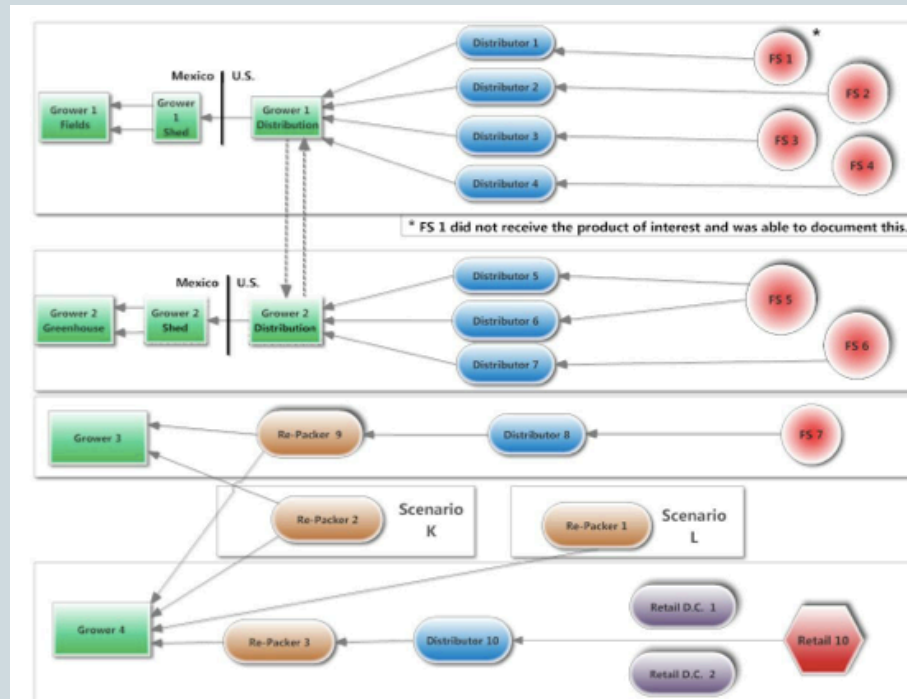 Distributor 1
FS 1
*
Mexico
U.S.
Distributor 2
FS 2
Grower 1
Fields
Grower
1
Shed
Grower 1
Distribution
Distributor 3
FS 3
FS 4
Distributor 4
* FS 1 did not receive the product of interest and was able to document this.
Mexico
U.S.
Distributor 5
FS 5
Grower 2
Greenhouse
Grower 2
Shed
Grower 2
Distribution
Distributor 6
FS 6
Distributor 7
Grower 3
Re-Packer 9
Distributor 8
FS 7
Re-Packer 2
Scenario
K
Re-Packer 1
Scenario
L
Retail D.C. 1
Grower 4
Re-Packer 3
Distributor 10
Retail 10
Retail D.C. 2